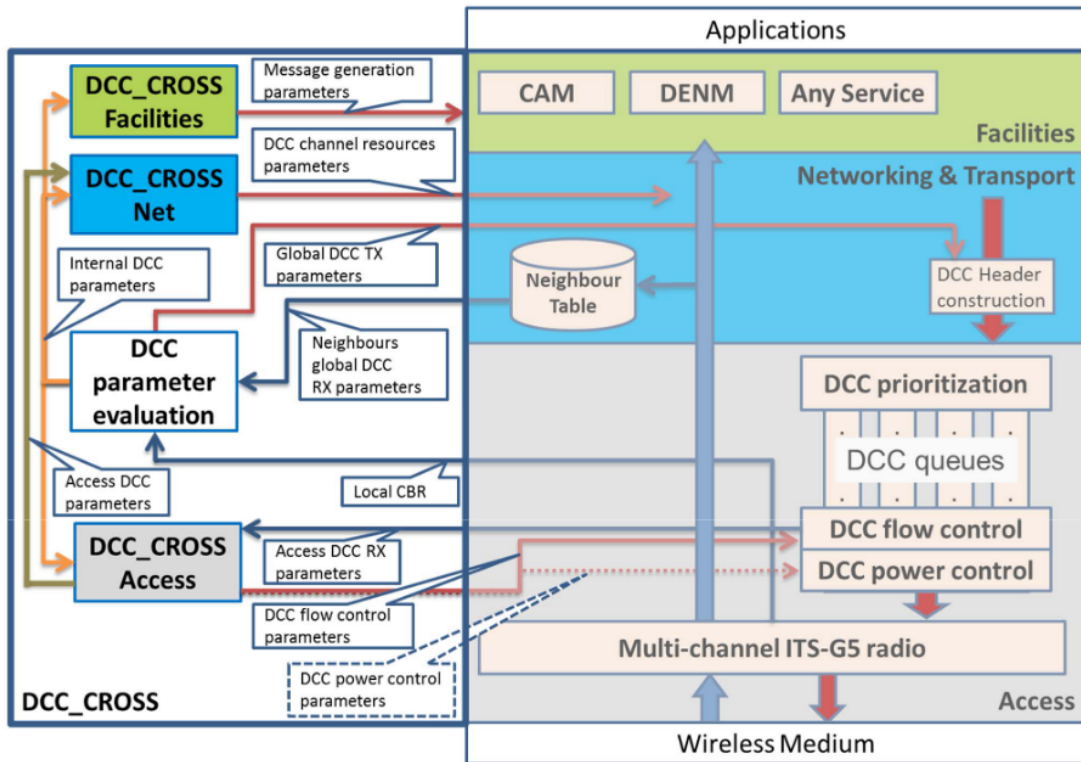 Applications
DCC_CROSS
Facilities
Message generation
parameters
CAM
DENM
Any Service
Facilities
DCC_CROSS
Net
DCC channel resources
parameters
Networking & Transport
Internal DCC
parameters
Global DCC TX
parameters
Neighbour
Table
DCC Header
construction
DCC
parameter
evaluation
Neighbours
global DCC
RX parameters
DCC prioritization
DCC queues
Access DCC
parameters
Local CBR
DCC_CROSS
Access
Access DCC RX
parameters
DCC flow control
DCC power control
DCC flow control
parameters
DCC power control
parameters
Multi-channel ITS-G5 radio
DCC_CROSS
Access
Wireless Medium